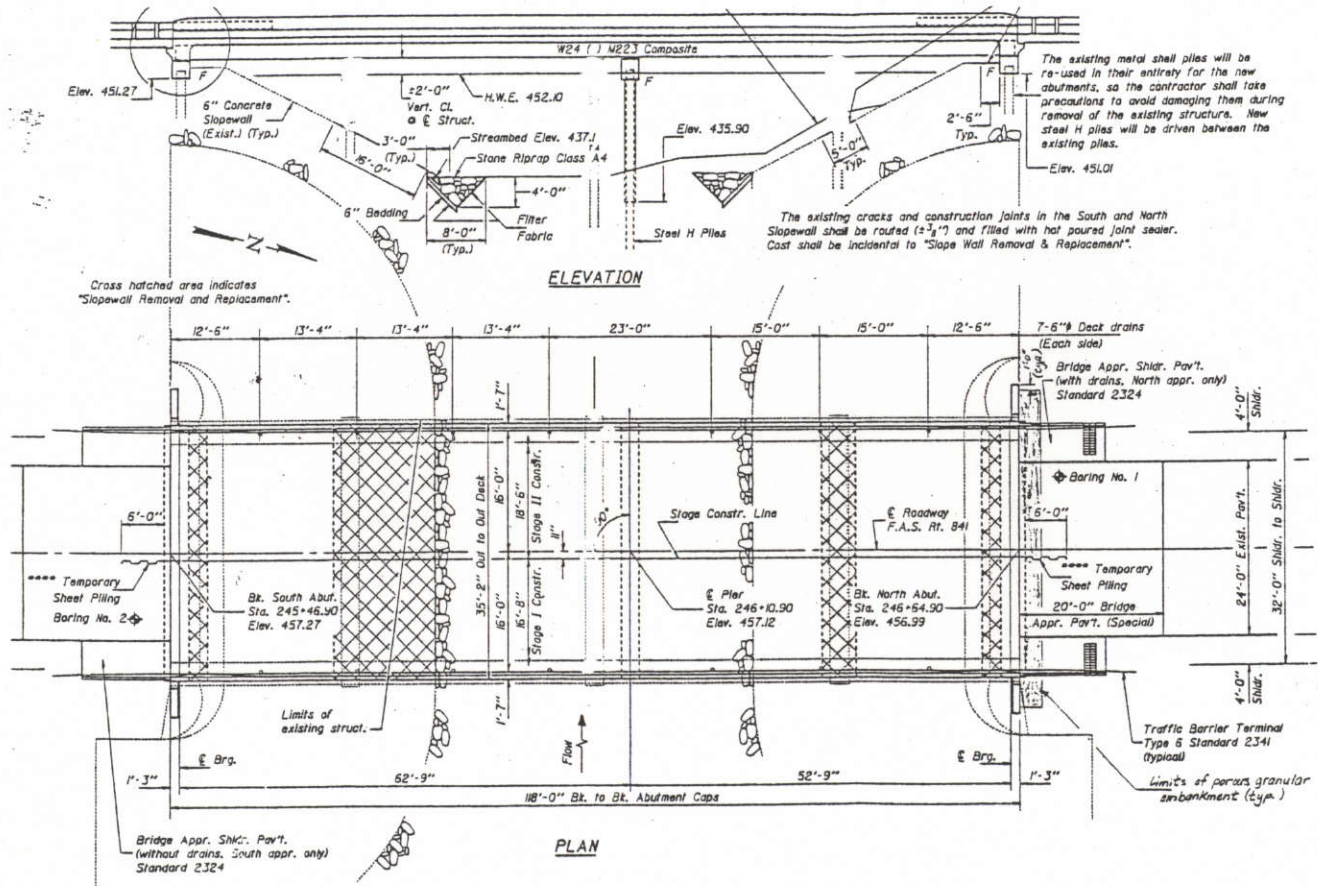 W24 ( ) M223 Composite
Elev. 451.27
6" Concrete
Slopewall
(Exist.) (Typ.)
±2'-0"
Vert. Cl.
@ ℄ Struct.
H.W.E. 452.10
3'-0"
(Typ.)
15'-0"
Streambed Elev. 437.1
Stone Riprap Class A4
4'-0"
6" Bedding
8'-0"
(Typ.)
Filter
Fabric
F
F
Elev. 435.90
Steel H Piles
5'-0"
Typ.
F
2'-6"
Typ.
Elev. 451.01
The existing metal shell piles will be
re-used in their entirety for the new
abutments, so the contractor shall take
precautions to avoid damaging them during
removal of the existing structure. New
steel H piles will be driven between the
existing piles.
The existing cracks and construction joints in the South and North
Slopewall shall be routed (±3/8") and filled with hot poured joint sealer.
Cost shall be incidental to "Slope Wall Removal & Replacement".
N
ELEVATION
Cross hatched area indicates
"Slopewall Removal and Replacement".
12'-6"
13'-4"
13'-4"
13'-4"
23'-0"
15'-0"
15'-0"
12'-6"
7-6"φ Deck drains
(Each side)
1'-0"
(typ.)
Bridge Appr. Shldr. Pav't.
(with drains, North appr. only)
Standard 2324
4'-0"
Shldr.
1'-7"
6'-0"
Temporary
Sheet Piling
Boring No. 2
Bk. South Abut.
Sta. 245+46.90
Elev. 457.27
35'-2" Out to Out Deck
16'-0"
16'-0"
18'-6"
Stage II Constr.
16'-8"
Stage I Constr.
11"
90°
Stage Constr. Line
℄ Roadway
F.A.S. Rt. 841
℄ Pier
Sta. 246+10.90
Elev. 457.12
Bk. North Abut.
Sta. 246+64.90
Elev. 456.99
Boring No. 1
6'-0"
Temporary
Sheet Piling
20'-0" Bridge
Appr. Pav't. (Special)
24'-0" Exist. Pav't.
32'-0" Shldr. to Shldr.
4'-0"
Shldr.
1'-7"
Limits of
existing struct.
Flow
Traffic Barrier Terminal
Type 6 Standard 2341
(typical)
Limits of porous granular
embankment (typ.)
℄ Brg.
℄ Brg.
1'-3"
62'-9"
52'-9"
1'-3"
118'-0" Bk. to Bk. Abutment Caps
Bridge Appr. Shldr. Pav't.
(without drains, South appr. only)
Standard 2324
PLAN